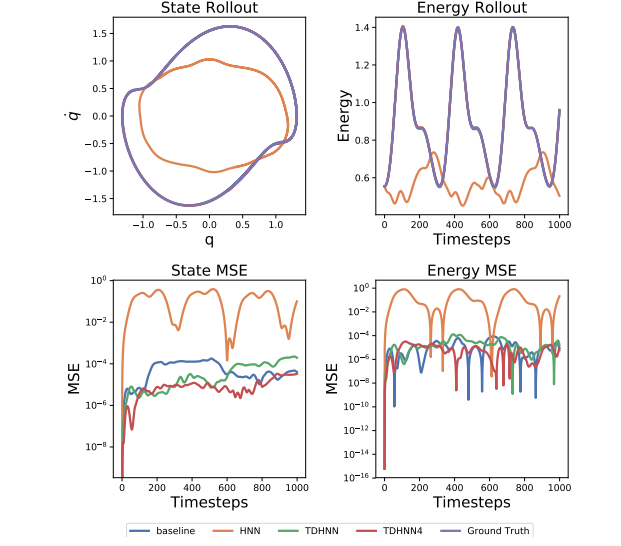 State Rollout
Energy Rollout
1.5
1.0
0.5
0.0
−0.5
−1.0
−1.5
q̇
−1.0 −0.5 0.0 0.5 1.0
q
1.4
1.2
1.0
0.8
0.6
Energy
0 200 400 600 800 1000
Timesteps
State MSE
Energy MSE
10⁰
10⁻²
10⁻⁴
10⁻⁶
10⁻⁸
MSE
0 200 400 600 800 1000
Timesteps
10⁰
10⁻²
10⁻⁴
10⁻⁶
10⁻⁸
10⁻¹⁰
10⁻¹²
10⁻¹⁴
10⁻¹⁶
MSE
0 200 400 600 800 1000
Timesteps
baseline HNN TDHNN TDHNN4 Ground Truth